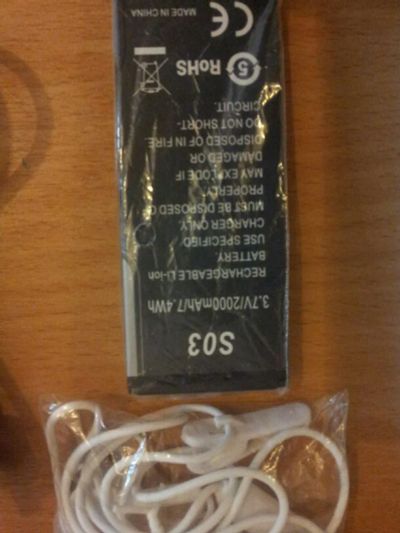 S03
3.7V/2000mAh/7.4Wh
RECHARGEABLE Li-ion
BATTERY.
USE SPECIFIED
CHARGER ONLY.
MUST BE DISPOSED O
PROPERLY.
MAY EXPLODE IF
DAMAGED OR
DISPOSED OF IN FIRE.
DO NOT SHORT-
CIRCUIT.
5 RoHS
CE
MADE IN CHINA